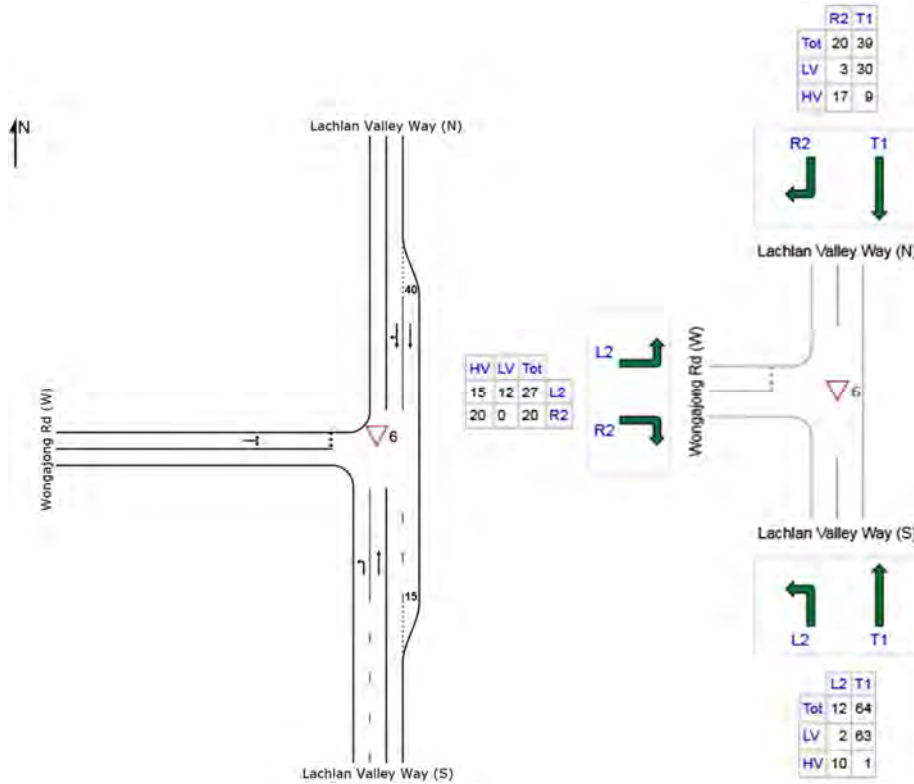 N
Lachlan Valley Way (N)
40
Wongajong Rd (W)
6
15
Lachlan Valley Way (S)
R2 T1
Tot 20 39
LV 3 30
HV 17 9
R2 T1
Lachlan Valley Way (N)
HV LV Tot
15 12 27 L2
20 0 20 R2
L2
R2
Wongajong Rd (W)
6
Lachlan Valley Way (S)
L2 T1
L2 T1
Tot 12 64
LV 2 63
HV 10 1